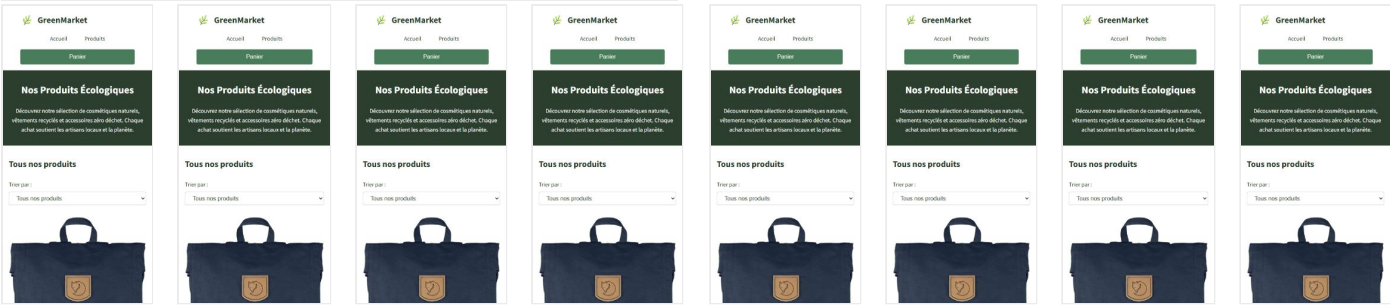 GreenMarket
Accueil Produits
Panier
Nos Produits Écologiques
Découvrez notre sélection de cosmétiques naturels,
vêtements recyclés et accessoires zéro déchet. Chaque
achat soutient les artisans locaux et la planète.
Tous nos produits
Trier par :
Tous nos produits
GreenMarket
Accueil Produits
Panier
Nos Produits Écologiques
Découvrez notre sélection de cosmétiques naturels,
vêtements recyclés et accessoires zéro déchet. Chaque
achat soutient les artisans locaux et la planète.
Tous nos produits
Trier par :
Tous nos produits
GreenMarket
Accueil Produits
Panier
Nos Produits Écologiques
Découvrez notre sélection de cosmétiques naturels,
vêtements recyclés et accessoires zéro déchet. Chaque
achat soutient les artisans locaux et la planète.
Tous nos produits
Trier par :
Tous nos produits
GreenMarket
Accueil Produits
Panier
Nos Produits Écologiques
Découvrez notre sélection de cosmétiques naturels,
vêtements recyclés et accessoires zéro déchet. Chaque
achat soutient les artisans locaux et la planète.
Tous nos produits
Trier par :
Tous nos produits
GreenMarket
Accueil Produits
Panier
Nos Produits Écologiques
Découvrez notre sélection de cosmétiques naturels,
vêtements recyclés et accessoires zéro déchet. Chaque
achat soutient les artisans locaux et la planète.
Tous nos produits
Trier par :
Tous nos produits
GreenMarket
Accueil Produits
Panier
Nos Produits Écologiques
Découvrez notre sélection de cosmétiques naturels,
vêtements recyclés et accessoires zéro déchet. Chaque
achat soutient les artisans locaux et la planète.
Tous nos produits
Trier par :
Tous nos produits
GreenMarket
Accueil Produits
Panier
Nos Produits Écologiques
Découvrez notre sélection de cosmétiques naturels,
vêtements recyclés et accessoires zéro déchet. Chaque
achat soutient les artisans locaux et la planète.
Tous nos produits
Trier par :
Tous nos produits
GreenMarket
Accueil Produits
Panier
Nos Produits Écologiques
Découvrez notre sélection de cosmétiques naturels,
vêtements recyclés et accessoires zéro déchet. Chaque
achat soutient les artisans locaux et la planète.
Tous nos produits
Trier par :
Tous nos produits